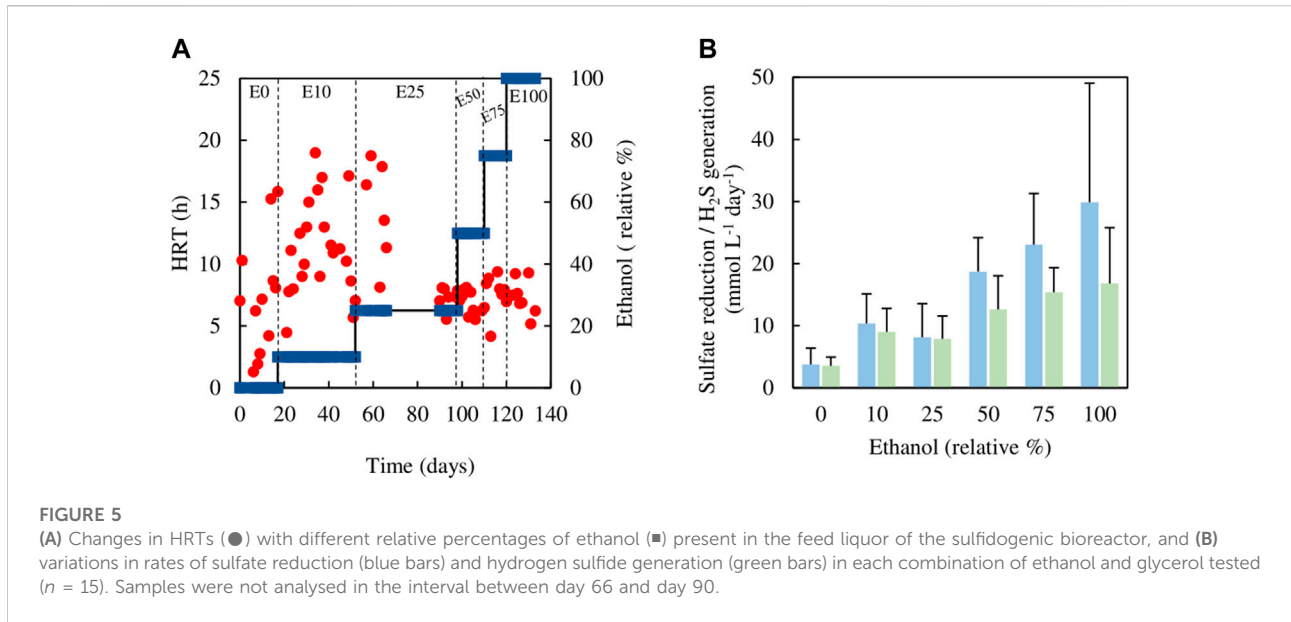 A
25
20
15
10
5
0
HRT (h)
E0
E10
E25
E50
E75
E100
100
80
60
40
20
0
Ethanol ( relative %)
0 20 40 60 80 100 120 140
Time (days)
B
Sulfate reduction / H₂S generation
(mmol L⁻¹ day⁻¹)
50
40
30
20
10
0
0 10 25 50 75 100
Ethanol (relative %)
FIGURE 5
(A) Changes in HRTs (●) with different relative percentages of ethanol (■) present in the feed liquor of the sulfidogenic bioreactor, and (B)
variations in rates of sulfate reduction (blue bars) and hydrogen sulfide generation (green bars) in each combination of ethanol and glycerol tested
(n = 15). Samples were not analysed in the interval between day 66 and day 90.